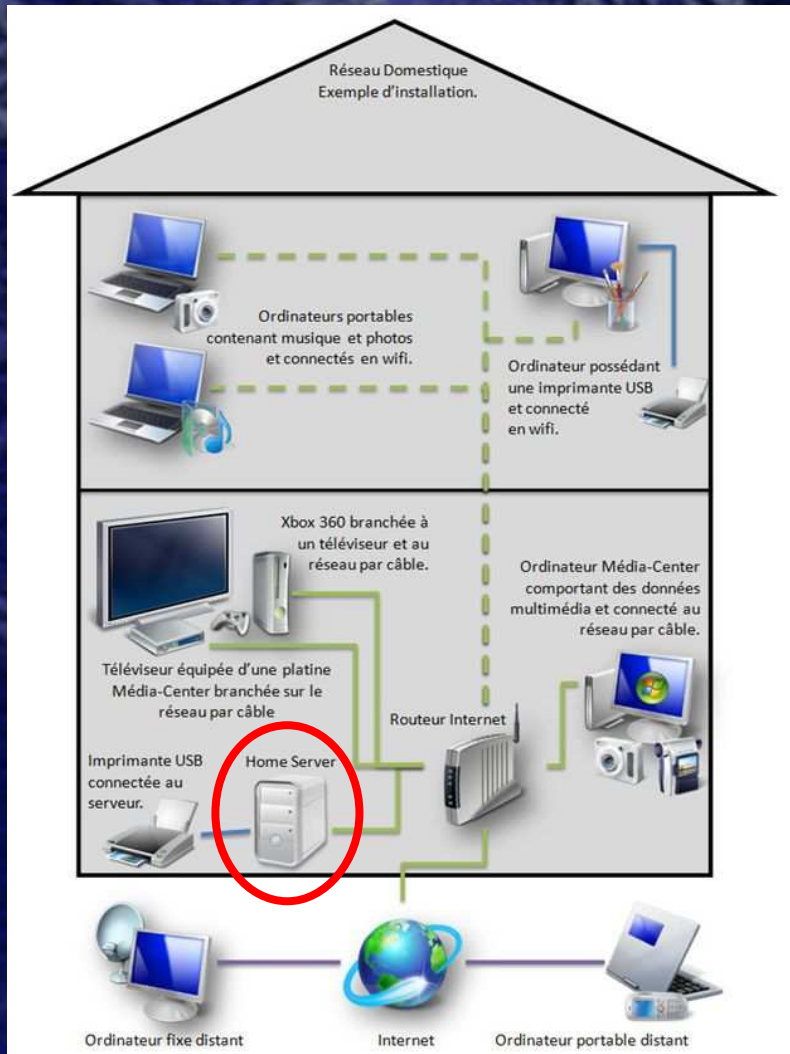 Réseau Domestique
Exemple d'installation.
Ordinateurs portables
contenant musique et photos
et connectés en wifi.
Ordinateur possédant
une imprimante USB
et connecté
en wifi.
Xbox 360 branchée à
un téléviseur et au
réseau par câble.
Ordinateur Média-Center
comportant des données
multimédia et connecté au
réseau par câble.
Téléviseur équipée d'une platine
Média-Center branchée sur le
réseau par câble
Routeur Internet
Imprimante USB
connectée au
serveur.
Home Server
Ordinateur fixe distant
Internet
Ordinateur portable distant